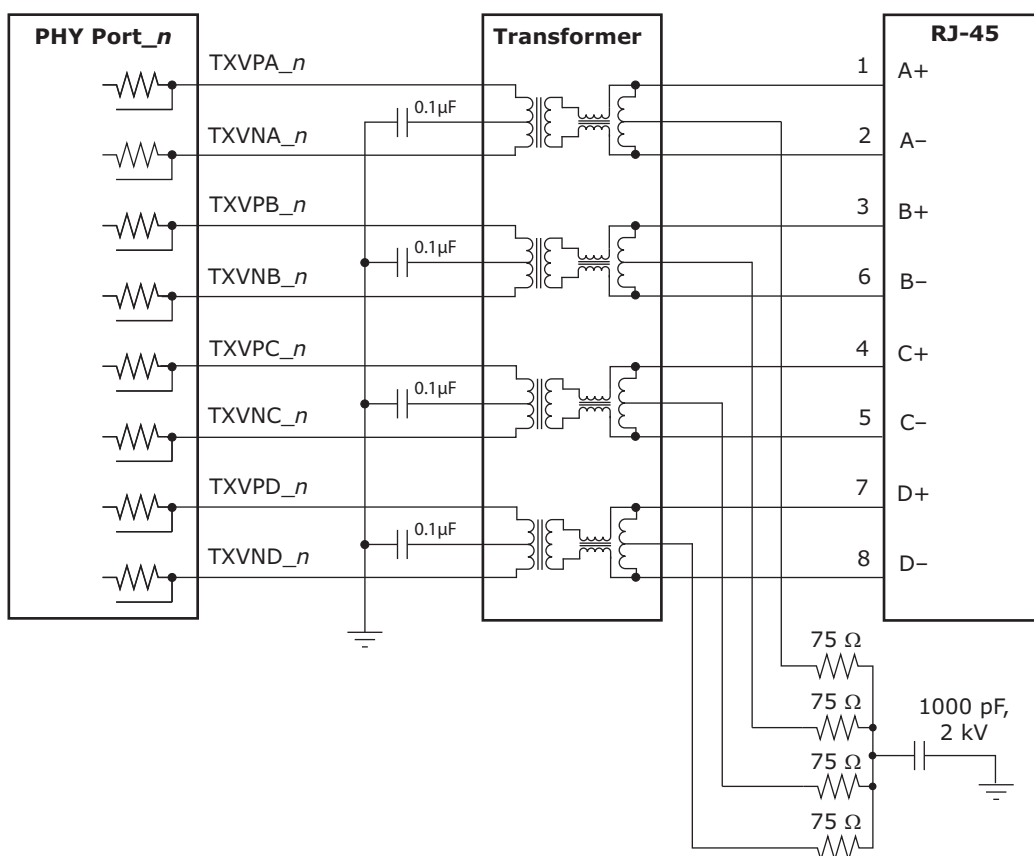 PHY Port_n
Transformer
RJ-45
TXVPA_n
1
A+
0.1µF
TXVNA_n
2
A–
TXVPB_n
3
B+
0.1µF
TXVNB_n
6
B–
TXVPC_n
4
C+
0.1µF
TXVNC_n
5
C–
TXVPD_n
7
D+
0.1µF
TXVND_n
8
D–
75 Ω
75 Ω
1000 pF,
2 kV
75 Ω
75 Ω